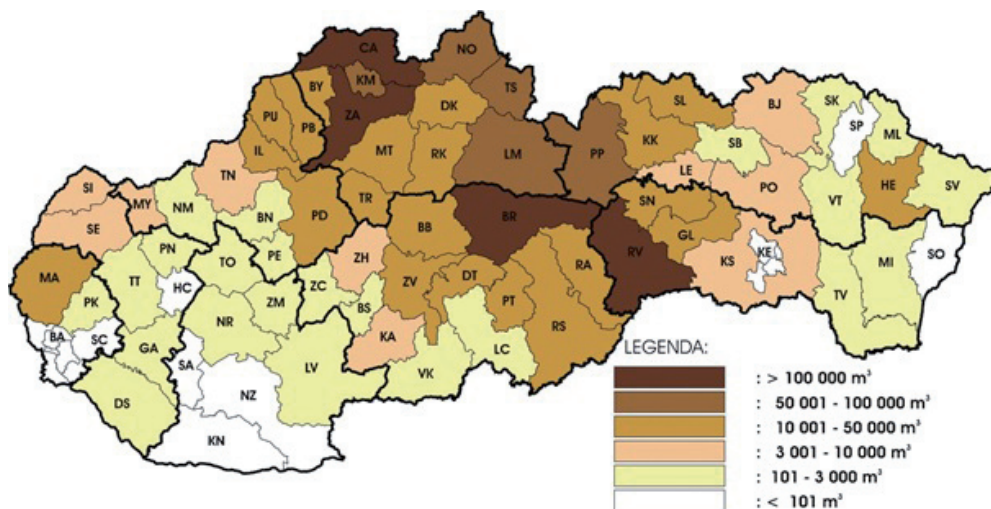 CA
NO
KM
TS
BY
ZA
DK
SL
BJ
SK
SP
ML
PU
PB
IL
MT
RK
LM
PP
KK
SB
LE
PO
HE
SV
VT
SI
MY
TN
NM
SE
BN
PD
TR
BB
BR
SN
GL
RV
KS
KE
MI
SO
TV
MA
PN
PE
TO
ZH
ZC
ZM
BS
ZV
DT
RA
PT
RS
PK
TT
HC
NR
KA
BA
SC
GA
SA
LV
VK
LC
DS
NZ
KN
LEGENDA:
: > 100 000 m³
: 50 001 - 100 000 m³
: 10 001 - 50 000 m³
: 3 001 - 10 000 m³
: 101 - 3 000 m³
: < 101 m³